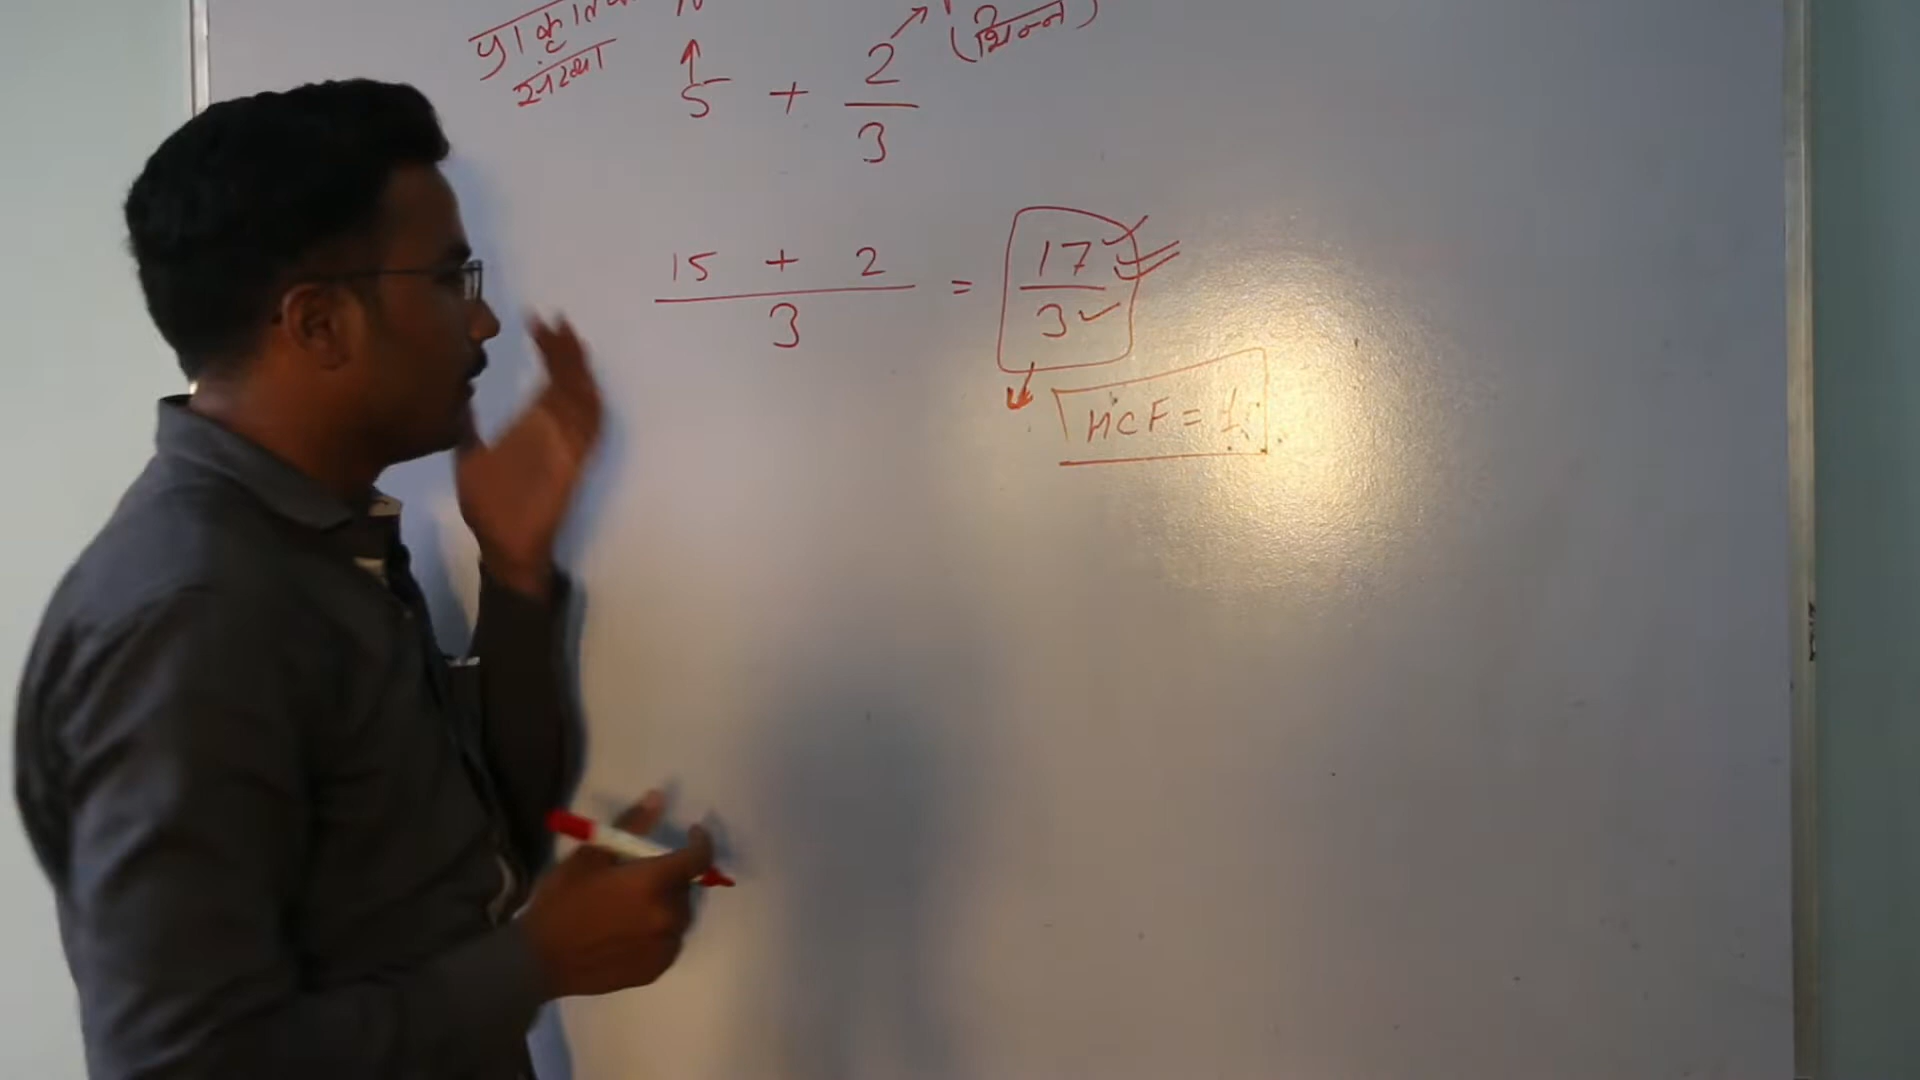 प्राकृतिक
संख्या
5 + 2/3 (भिन्न)
15 + 2 / 3 = 17/3
HCF = 1